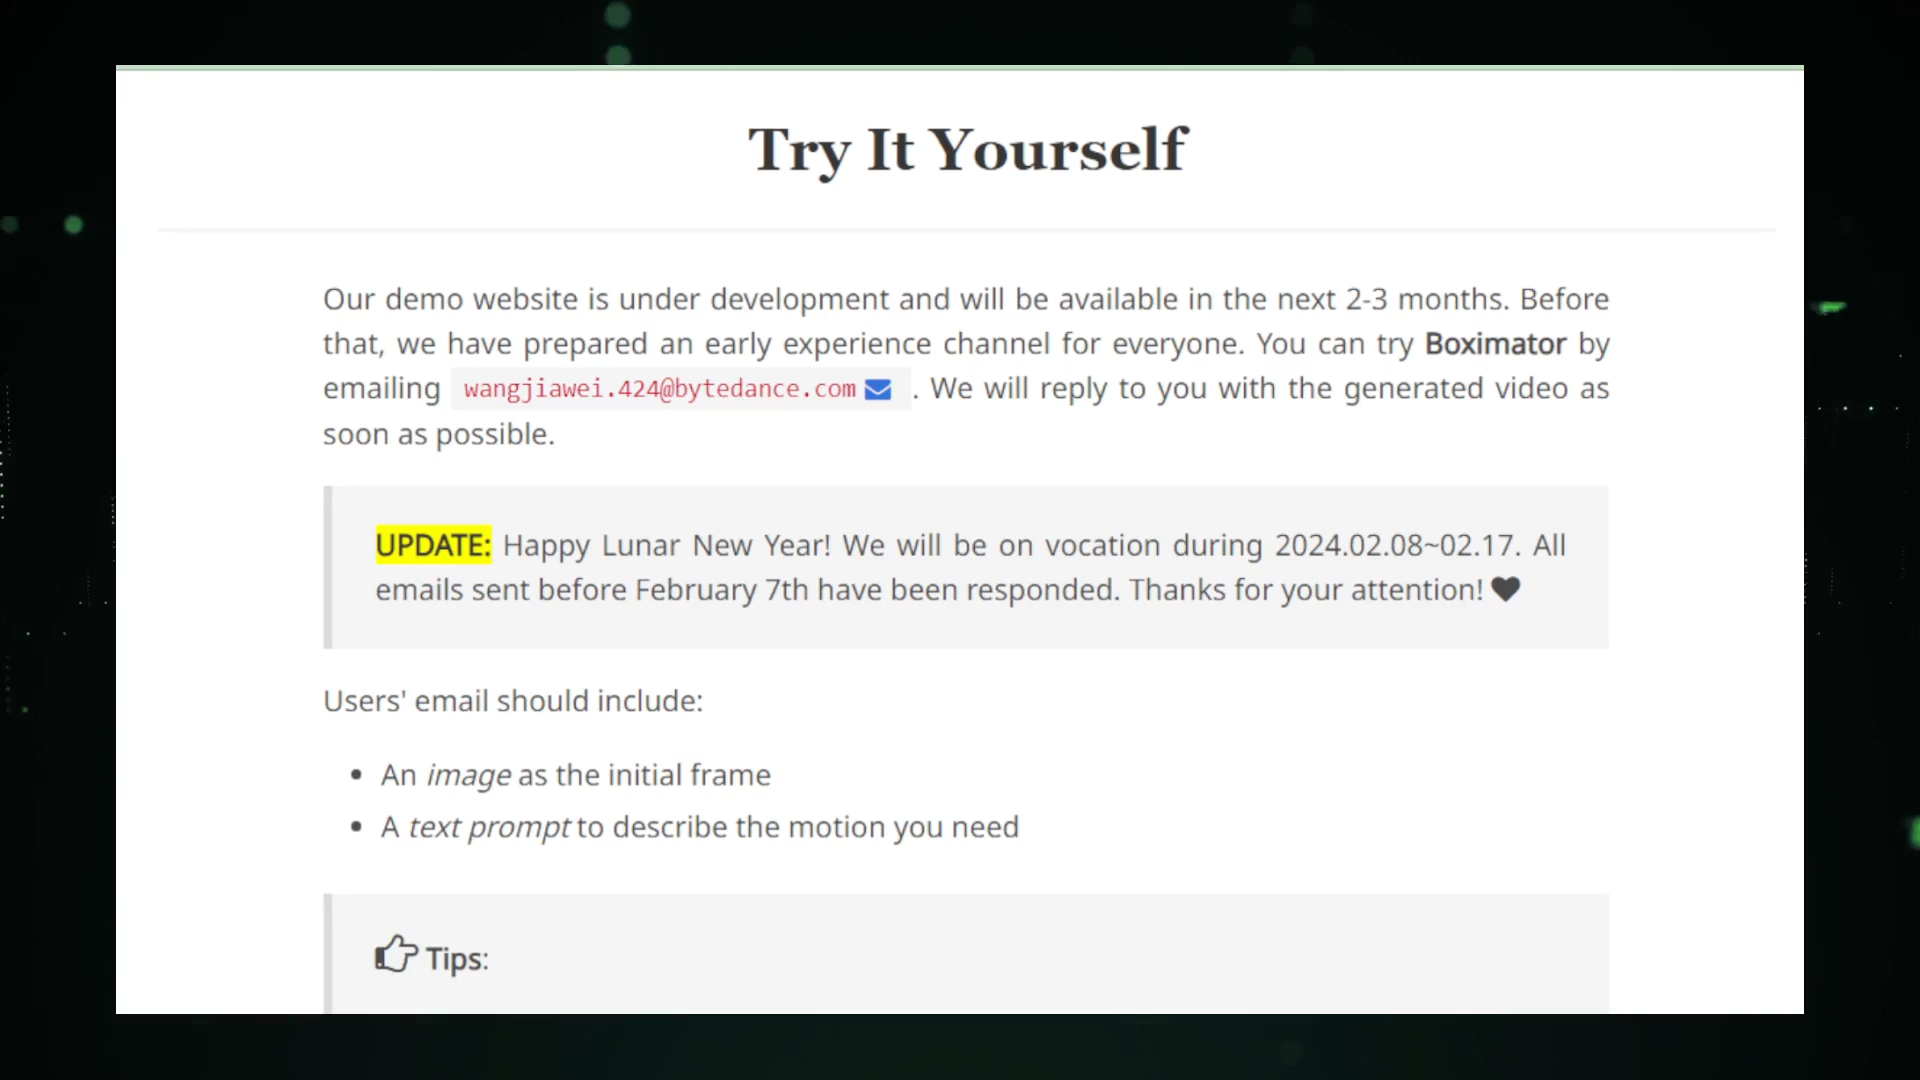 Try It Yourself
Our demo website is under development and will be available in the next 2-3 months. Before
that, we have prepared an early experience channel for everyone. You can try Boximator by
emailing wangjiawei.424@bytedance.com . We will reply to you with the generated video as
soon as possible.
UPDATE: Happy Lunar New Year! We will be on vocation during 2024.02.08~02.17. All
emails sent before February 7th have been responded. Thanks for your attention! ♥
Users' email should include:
• An image as the initial frame
• A text prompt to describe the motion you need
Tips: